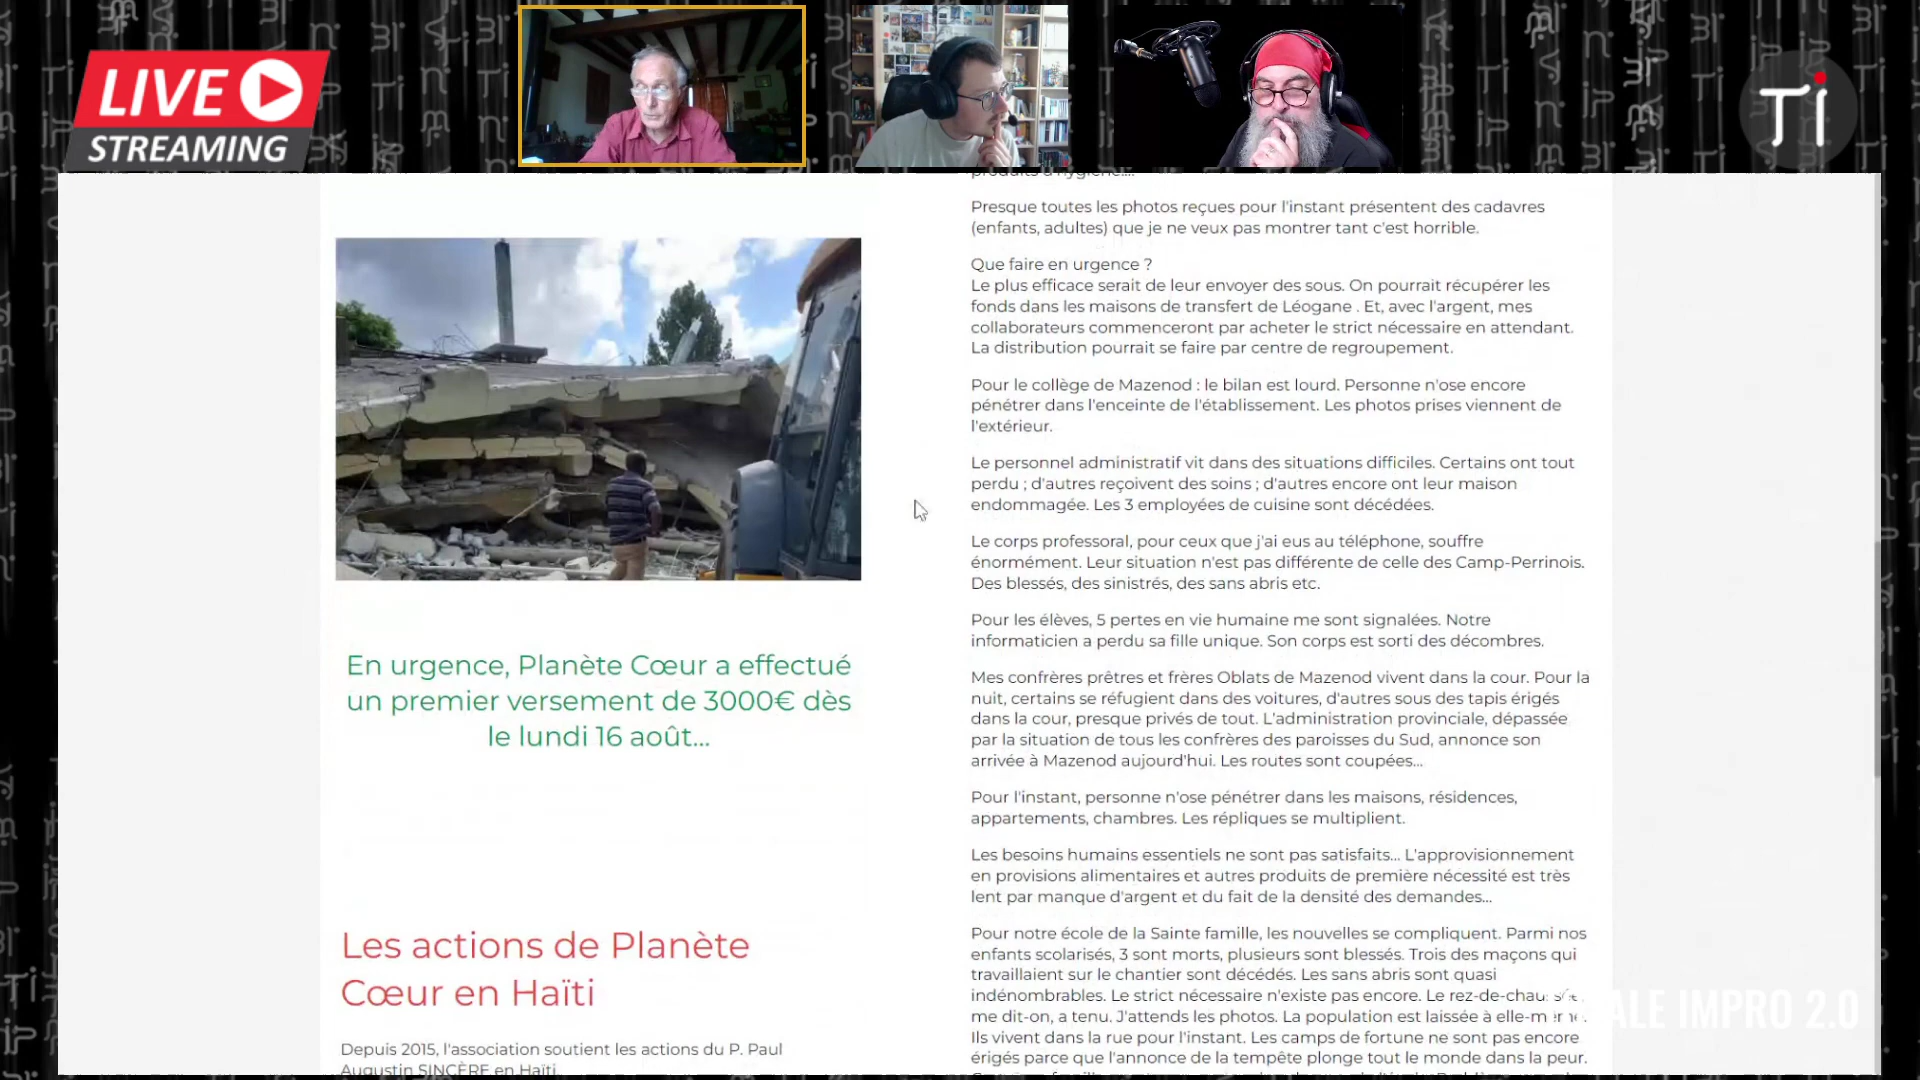 LIVE
STREAMING
Ti
produits d'hygiène....
Presque toutes les photos reçues pour l'instant présentent des cadavres
(enfants, adultes) que je ne veux pas montrer tant c'est horrible.
Que faire en urgence ?
Le plus efficace serait de leur envoyer des sous. On pourrait récupérer les
fonds dans les maisons de transfert de Léogane . Et, avec l'argent, mes
collaborateurs commenceront par acheter le strict nécessaire en attendant.
La distribution pourrait se faire par centre de regroupement.
Pour le collège de Mazenod : le bilan est lourd. Personne n'ose encore
pénétrer dans l'enceinte de l'établissement. Les photos prises viennent de
l'extérieur.
Le personnel administratif vit dans des situations difficiles. Certains ont tout
perdu ; d'autres reçoivent des soins ; d'autres encore ont leur maison
endommagée. Les 3 employées de cuisine sont décédées.
Le corps professoral, pour ceux que j'ai eus au téléphone, souffre
énormément. Leur situation n'est pas différente de celle des Camp-Perrinois.
Des blessés, des sinistrés, des sans abris etc.
Pour les élèves, 5 pertes en vie humaine me sont signalées. Notre
informaticien a perdu sa fille unique. Son corps est sorti des décombres.
Mes confrères prêtres et frères Oblats de Mazenod vivent dans la cour. Pour la
nuit, certains se réfugient dans des voitures, d'autres sous des tapis érigés
dans la cour, presque privés de tout. L'administration provinciale, dépassée
par la situation de tous les confrères des paroisses du Sud, annonce son
arrivée à Mazenod aujourd'hui. Les routes sont coupées...
Pour l'instant, personne n'ose pénétrer dans les maisons, résidences,
appartements, chambres. Les répliques se multiplient.
Les besoins humains essentiels ne sont pas satisfaits... L'approvisionnement
en provisions alimentaires et autres produits de première nécessité est très
lent par manque d'argent et du fait de la densité des demandes...
Pour notre école de la Sainte famille, les nouvelles se compliquent. Parmi nos
enfants scolarisés, 3 sont morts, plusieurs sont blessés. Trois des maçons qui
travaillaient sur le chantier sont décédés. Les sans abris sont quasi
indénombrables. Le strict nécessaire n'existe pas encore. Le rez-de-chaussée,
me dit-on, a tenu. J'attends les photos. La population est laissée à elle-même.
Ils vivent dans la rue pour l'instant. Les camps de fortune ne sont pas encore
érigés parce que l'annonce de la tempête plonge tout le monde dans la peur.
En urgence, Planète Cœur a effectué
un premier versement de 3000€ dès
le lundi 16 août...
Les actions de Planète
Cœur en Haïti
Depuis 2015, l'association soutient les actions du P. Paul
Augustin SINCÈRE en Haïti
ALE IMPRO 2.0